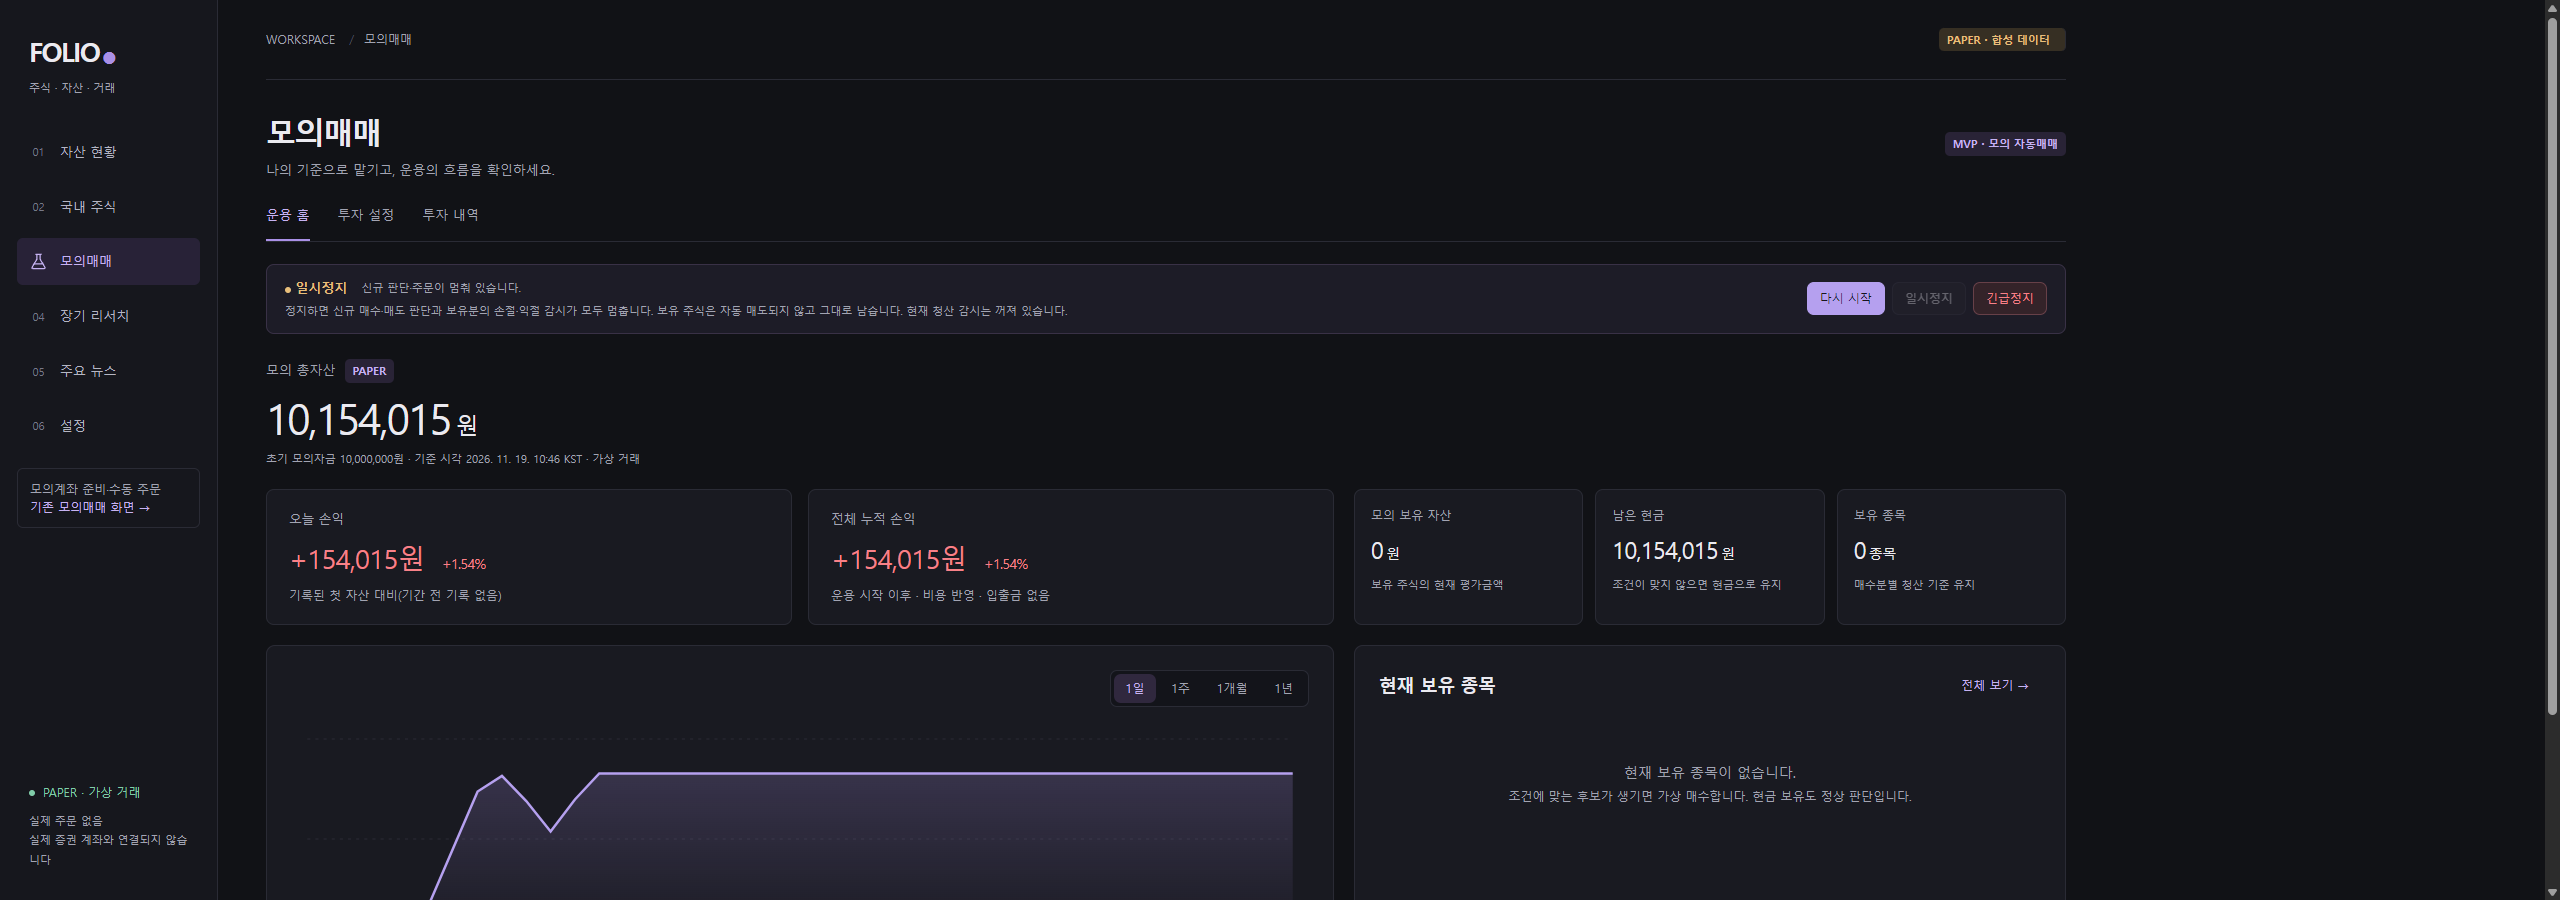 FOLIO
주식 · 자산 · 거래
01 자산 현황
02 국내 주식
모의매매
04 장기 리서치
05 주요 뉴스
06 설정
모의계좌 준비·수동 주문
기존 모의매매 화면 →
PAPER · 가상 거래
실제 주문 없음
실제 증권 계좌와 연결되지 않습
니다
WORKSPACE / 모의매매
PAPER · 합성 데이터
모의매매
나의 기준으로 맡기고, 운용의 흐름을 확인하세요.
MVP · 모의 자동매매
운용 홈 투자 설정 투자 내역
일시정지 신규 판단·주문이 멈춰 있습니다.
정지하면 신규 매수·매도 판단과 보유분의 손절·익절 감시가 모두 멈춥니다. 보유 주식은 자동 매도되지 않고 그대로 남습니다. 현재 청산 감시는 꺼져 있습니다.
다시 시작 일시정지 긴급정지
모의 총자산 PAPER
10,154,015 원
초기 모의자금 10,000,000원 · 기준 시각 2026. 11. 19. 10:46 KST · 가상 거래
오늘 손익
+154,015원 +1.54%
기록된 첫 자산 대비(기간 전 기록 없음)
전체 누적 손익
+154,015원 +1.54%
운용 시작 이후 · 비용 반영 · 입출금 없음
모의 보유 자산
0 원
보유 주식의 현재 평가금액
남은 현금
10,154,015 원
조건이 맞지 않으면 현금으로 유지
보유 종목
0 종목
매수분별 청산 기준 유지
1일 1주 1개월 1년
현재 보유 종목
전체 보기 →
현재 보유 종목이 없습니다.
조건에 맞는 후보가 생기면 가상 매수합니다. 현금 보유도 정상 판단입니다.